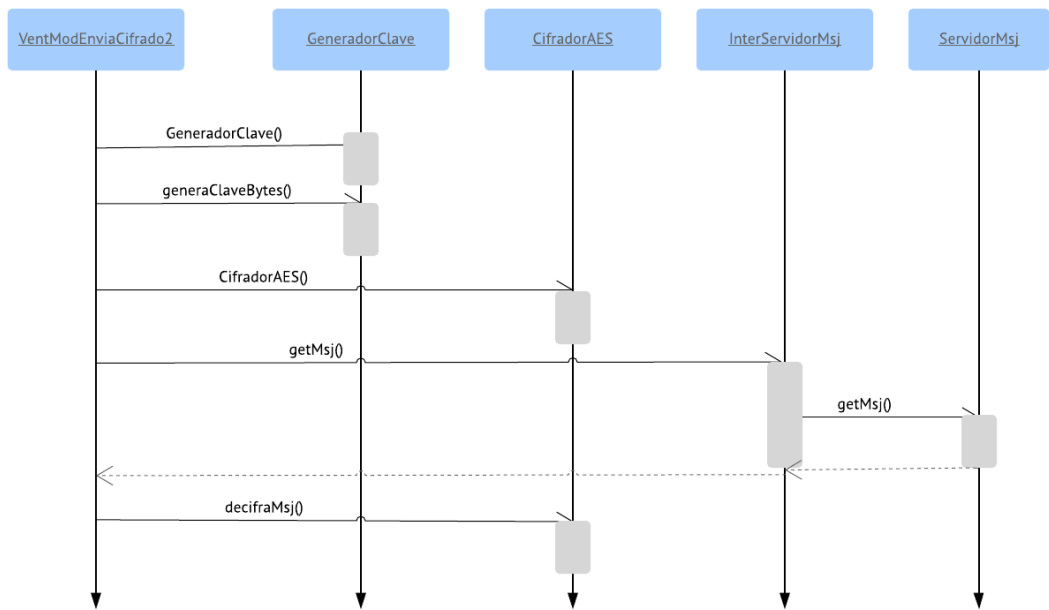 VentModEnviaCifrado2
GeneradorClave
CifradorAES
InterServidorMsj
ServidorMsj
GeneradorClave()
generaClaveBytes()
CifradorAES()
getMsj()
getMsj()
decifraMsj()